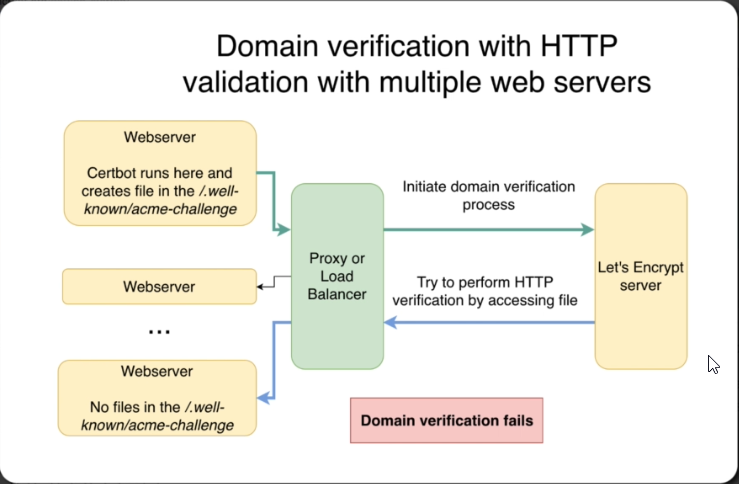 Domain verification with HTTP
validation with multiple web servers
Webserver
Certbot runs here and
creates file in the /.well-
known/acme-challenge
Initiate domain verification
process
Proxy or
Load
Balancer
Let's Encrypt
server
Webserver
Try to perform HTTP
verification by accessing file
...
Webserver
No files in the /.well-
known/acme-challenge
Domain verification fails